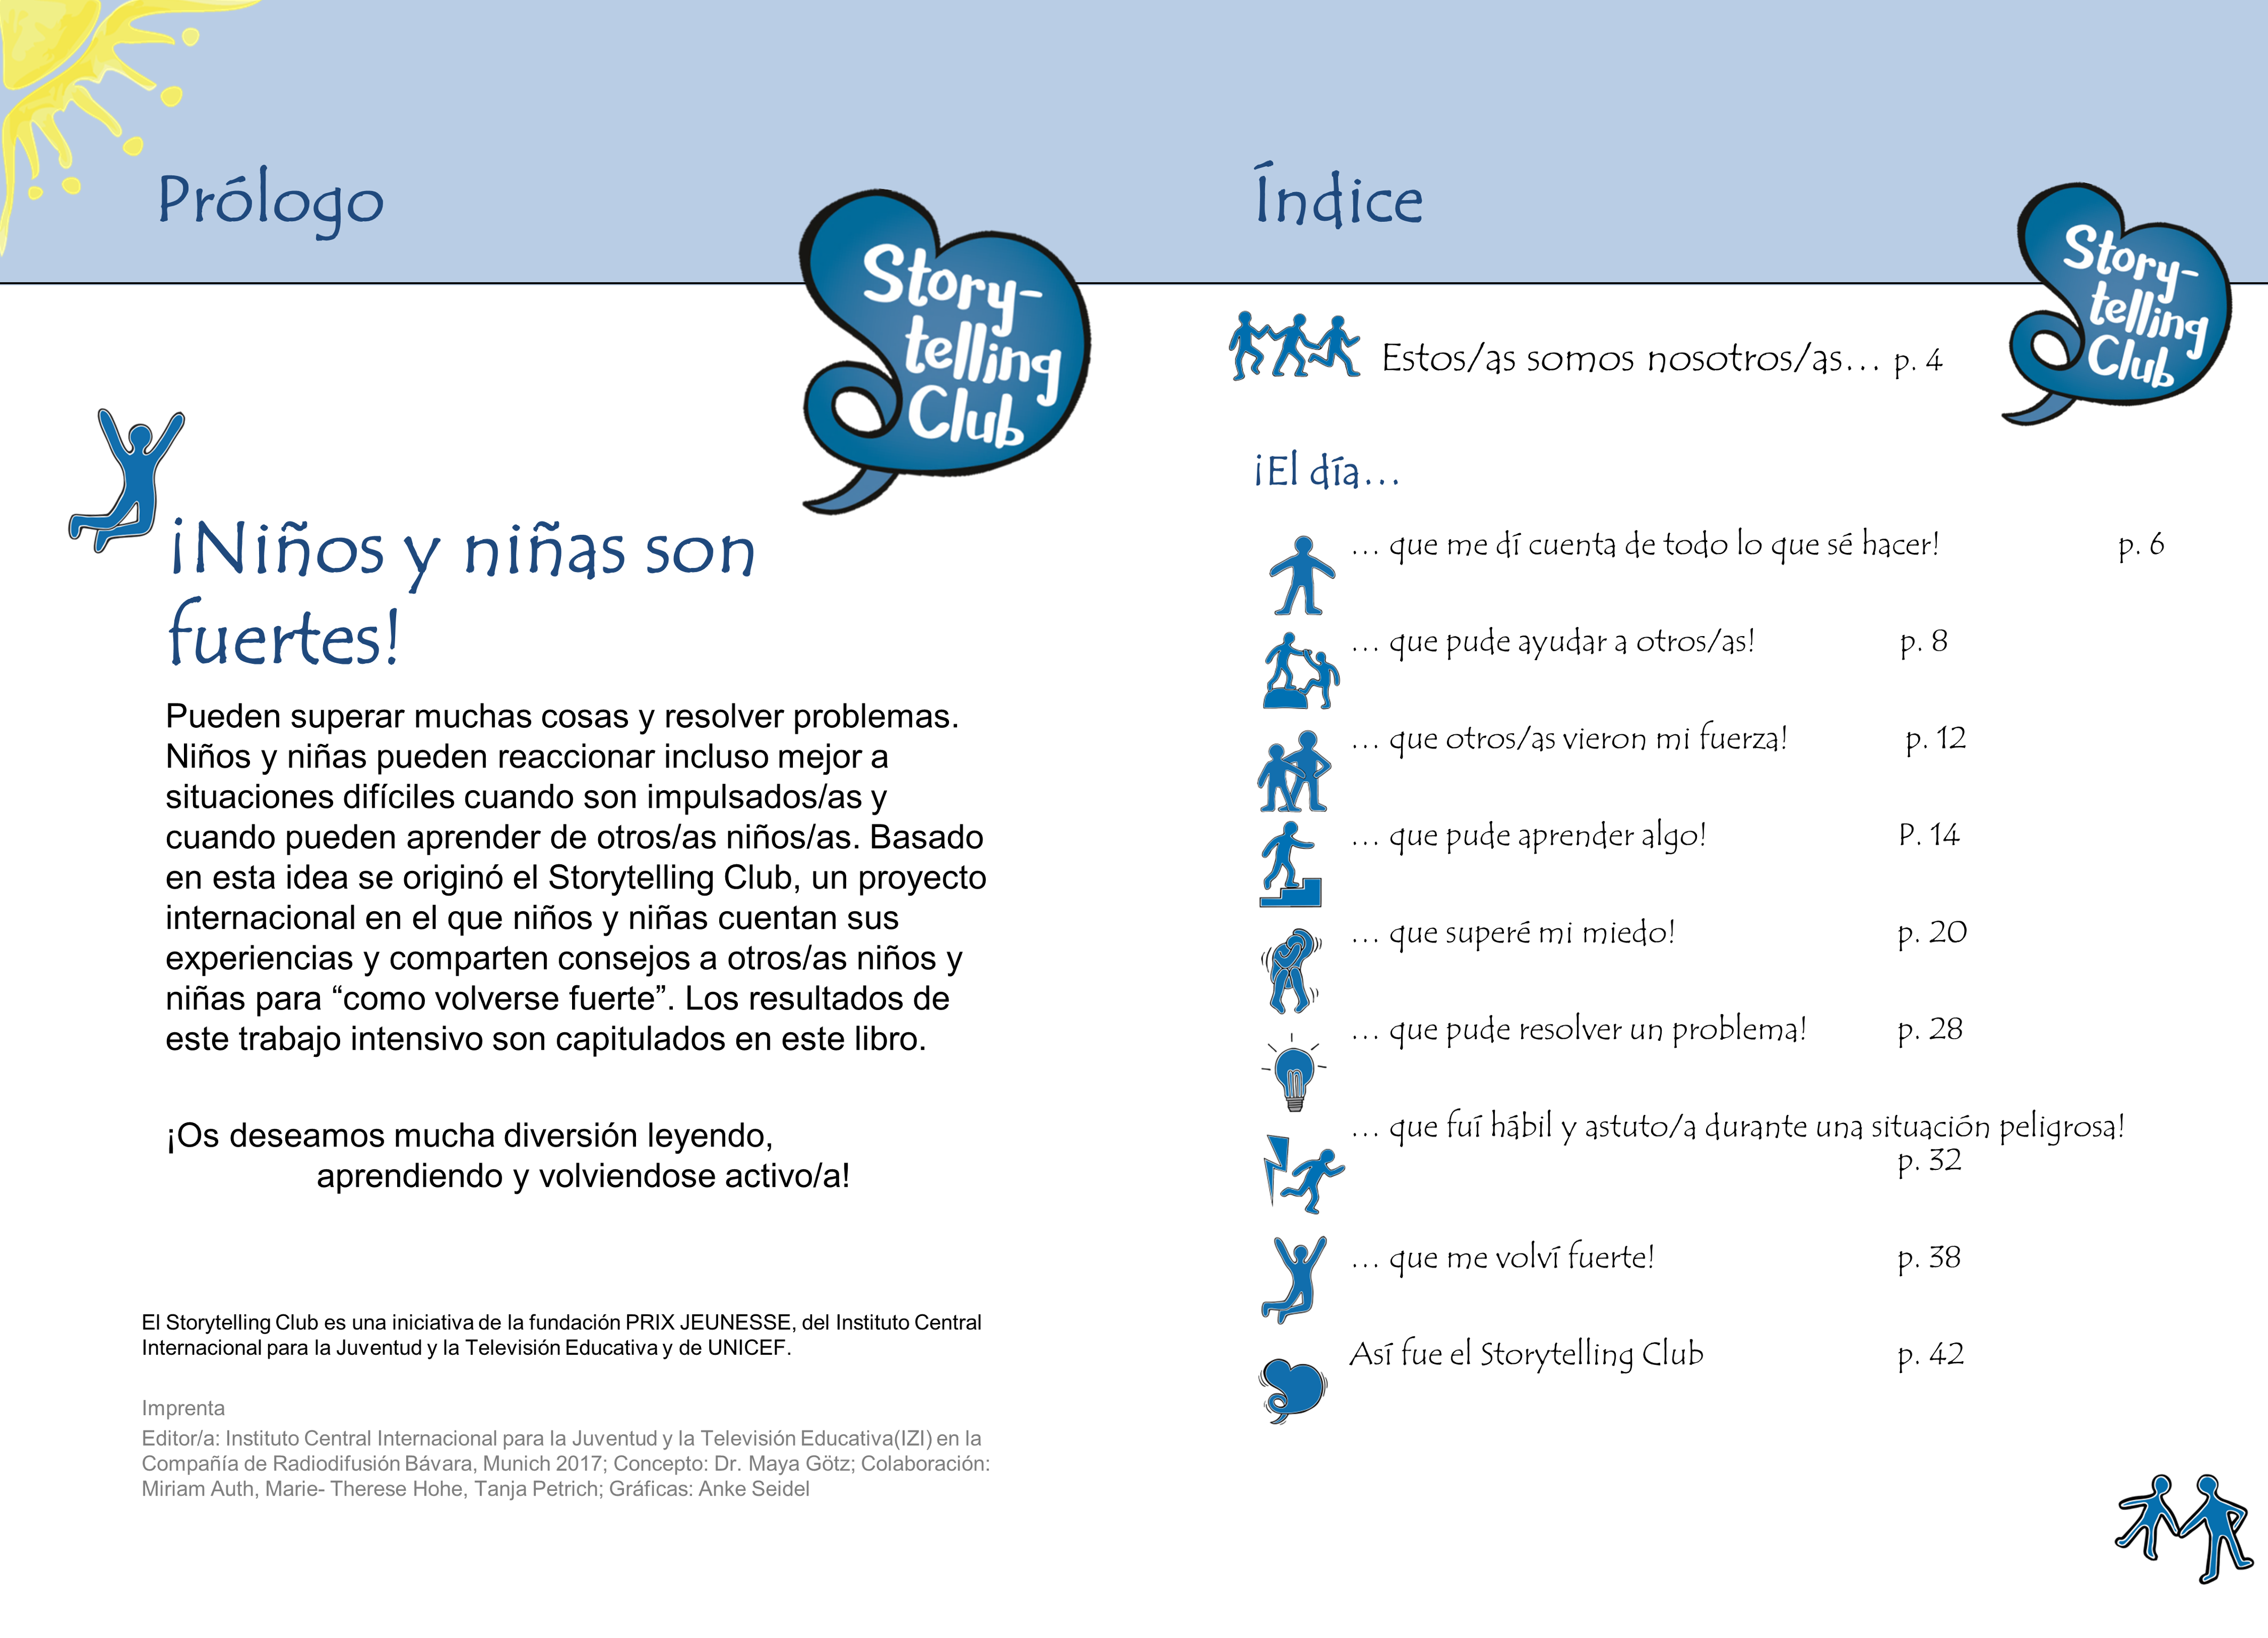 Prólogo
Story-
telling
Club
¡Niños y niñas son
fuertes!
Pueden superar muchas cosas y resolver problemas.
Niños y niñas pueden reaccionar incluso mejor a
situaciones difíciles cuando son impulsados/as y
cuando pueden aprender de otros/as niños/as. Basado
en esta idea se originó el Storytelling Club, un proyecto
internacional en el que niños y niñas cuentan sus
experiencias y comparten consejos a otros/as niños y
niñas para “como volverse fuerte”. Los resultados de
este trabajo intensivo son capitulados en este libro.
¡Os deseamos mucha diversión leyendo,
aprendiendo y volviendose activo/a!
El Storytelling Club es una iniciativa de la fundación PRIX JEUNESSE, del Instituto Central
Internacional para la Juventud y la Televisión Educativa y de UNICEF.
Imprenta
Editor/a: Instituto Central Internacional para la Juventud y la Televisión Educativa(IZI) en la
Compañía de Radiodifusión Bávara, Munich 2017; Concepto: Dr. Maya Götz; Colaboración:
Miriam Auth, Marie- Therese Hohe, Tanja Petrich; Gráficas: Anke Seidel
Índice
Story-
telling
Club
Estos/as somos nosotros/as... p. 4
¡El día...
... que me dí cuenta de todo lo que sé hacer! p. 6
... que pude ayudar a otros/as! p. 8
... que otros/as vieron mi fuerza! p. 12
... que pude aprender algo! P. 14
... que superé mi miedo! p. 20
... que pude resolver un problema! p. 28
... que fuí hábil y astuto/a durante una situación peligrosa!
p. 32
... que me volví fuerte! p. 38
Así fue el Storytelling Club p. 42